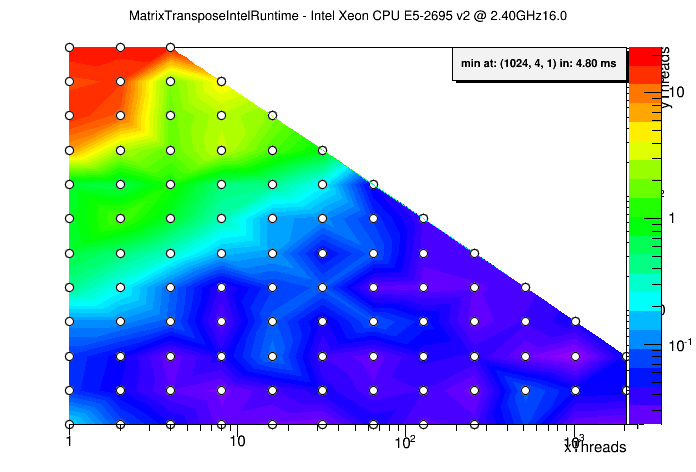 MatrixTransposeIntelRuntime - Intel Xeon CPU E5-2695 v2 @ 2.40GHz16.0
min at: (1024, 4, 1) in: 4.80 ms
yThreads
10
1
10⁻¹
1
10
10²
10³
xThreads